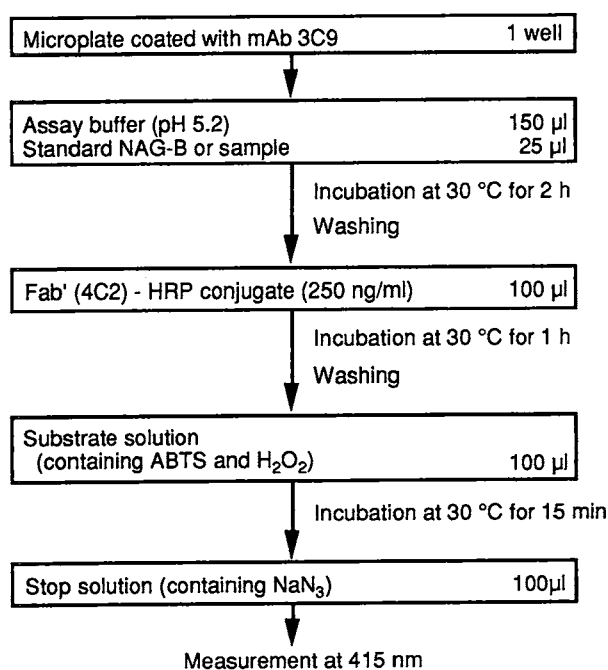 Microplate coated with mAb 3C9 1 well
Assay buffer (pH 5.2) 150 µl
Standard NAG-B or sample 25 µl
Incubation at 30 °C for 2 h
Washing
Fab' (4C2) - HRP conjugate (250 ng/ml) 100 µl
Incubation at 30 °C for 1 h
Washing
Substrate solution
(containing ABTS and H₂O₂) 100 µl
Incubation at 30 °C for 15 min
Stop solution (containing NaN₃) 100µl
Measurement at 415 nm